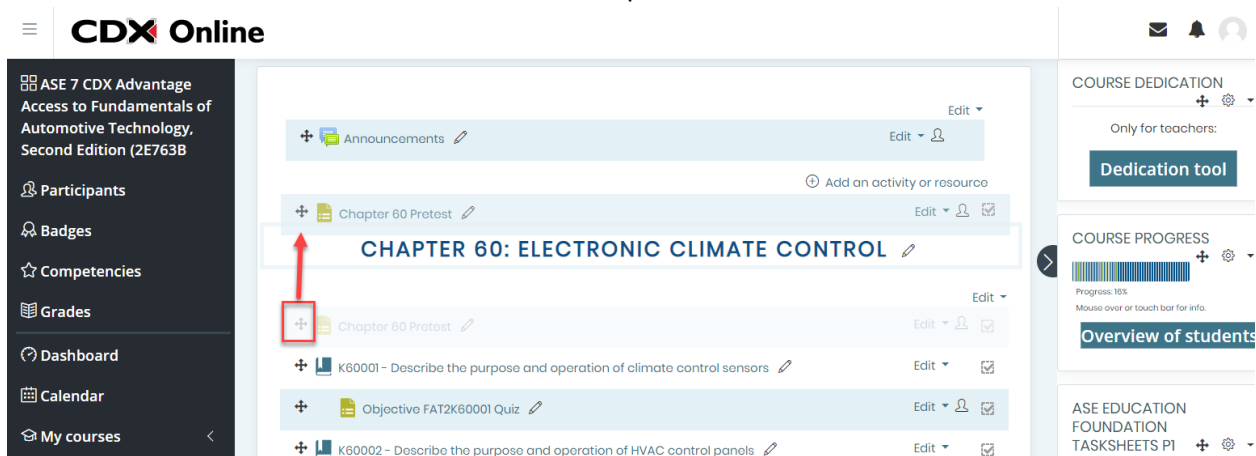 CDX Online
ASE 7 CDX Advantage
Access to Fundamentals of
Automotive Technology,
Second Edition (2E763B
Participants
Badges
Competencies
Grades
Dashboard
Calendar
My courses
Edit
Announcements
Edit
Add an activity or resource
Chapter 60 Pretest
Edit
CHAPTER 60: ELECTRONIC CLIMATE CONTROL
Edit
Chapter 60 Pretest
Edit
K60001 - Describe the purpose and operation of climate control sensors
Edit
Objective FAT2K60001 Quiz
Edit
K60002 - Describe the purpose and operation of HVAC control panels
Edit
COURSE DEDICATION
Only for teachers:
Dedication tool
COURSE PROGRESS
Progress: 16%
Mouse over or touch bar for info.
Overview of students
ASE EDUCATION
FOUNDATION
TASKSHEETS P1